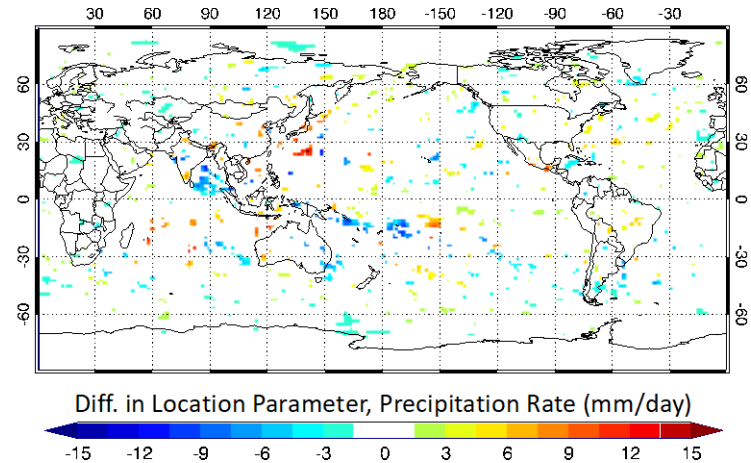 30 60 90 120 150 180 -150 -120 -90 -60 -30
60 60
30 30
0 0
-30 -30
-60 -60
Diff. in Location Parameter, Precipitation Rate (mm/day)
-15 -12 -9 -6 -3 0 3 6 9 12 15